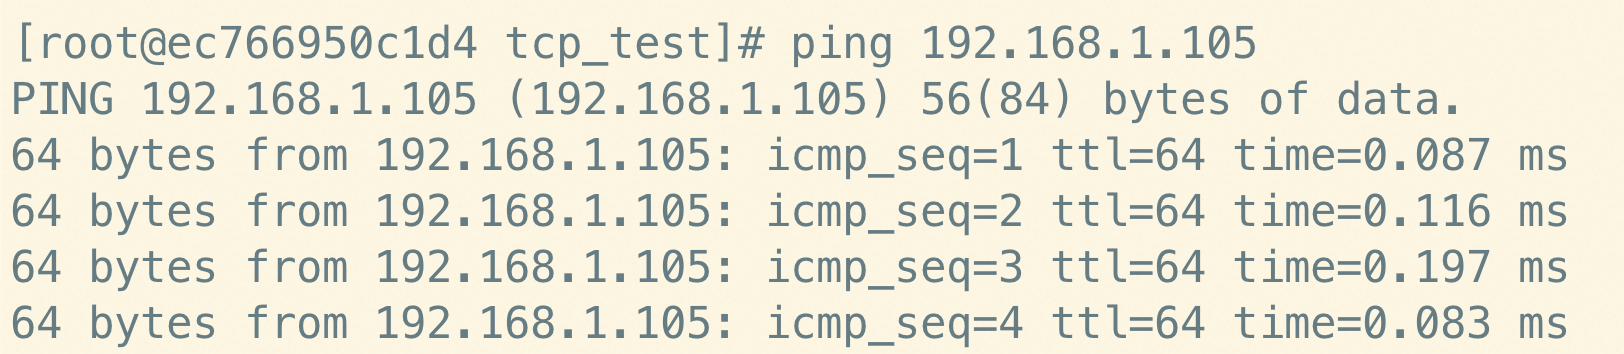 [root@ec766950c1d4 tcp_test]# ping 192.168.1.105
PING 192.168.1.105 (192.168.1.105) 56(84) bytes of data.
64 bytes from 192.168.1.105: icmp_seq=1 ttl=64 time=0.087 ms
64 bytes from 192.168.1.105: icmp_seq=2 ttl=64 time=0.116 ms
64 bytes from 192.168.1.105: icmp_seq=3 ttl=64 time=0.197 ms
64 bytes from 192.168.1.105: icmp_seq=4 ttl=64 time=0.083 ms